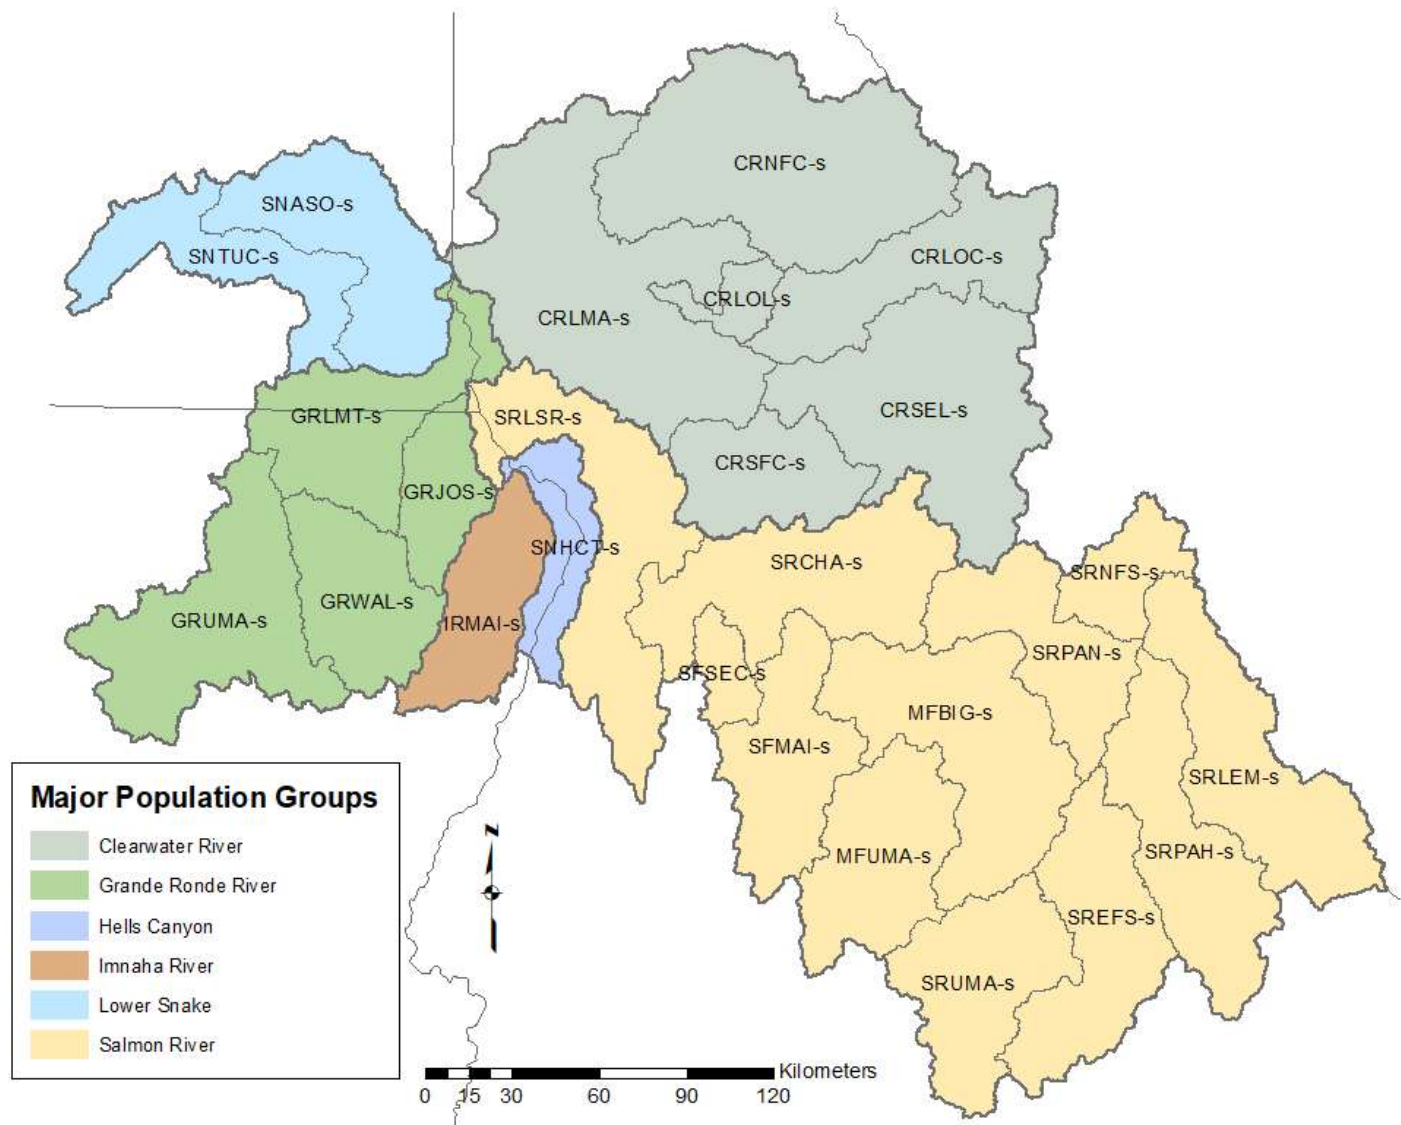 CRNFC-s
SNASO-s
SNTUC-s
CRLOC-s
CRLOL-s
CRLMA-s
GRLMT-s
SRLSR-s
CRSEL-s
CRSFC-s
GRJOS-s
SNHCT-s
SRCHA-s
SRNFS-s
GRWAL-s
GRUMA-s
IRMAI-s
SRPAN-s
SFSEC-s
MFBIG-s
SFMAI-s
SRLEM-s
MFUMA-s
SRPAH-s
SREFS-s
SRUMA-s
Major Population Groups
Clearwater River
Grande Ronde River
Hells Canyon
Imnaha River
Lower Snake
Salmon River
N
Kilometers
0 15 30 60 90 120